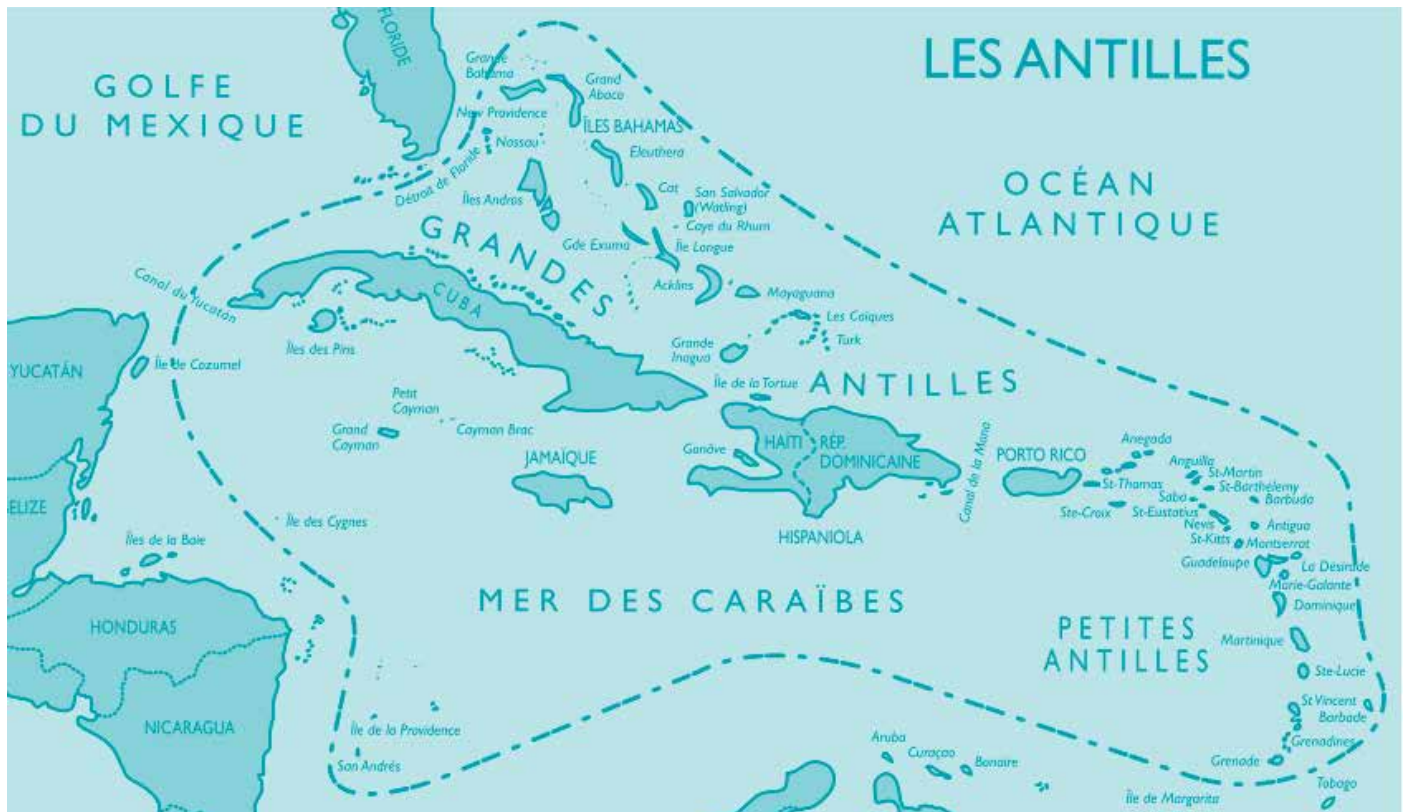 LES ANTILLES
GOLFE
DU MEXIQUE
FLORIDE
Grande
Bahama
Grand
Abaco
New Providence
ÎLES BAHAMAS
Nassau
Détroit de Floride
Eleuthera
Îles Andros
Cat
San Salvador
(Watling)
Caye du Rhum
OCÉAN
ATLANTIQUE
GRANDES
Gde Exuma
Île Longue
Canal du Yucatán
CUBA
Acklins
Mayaguana
Les Caïques
Turk
Îles des Pins
Grande
Inagua
YUCATÁN
Île de Cozumel
Île de la Tortue
ANTILLES
Petit
Cayman
Grand
Cayman
Cayman Brac
JAMAÏQUE
Gonâve
HAITI
RÉP.
DOMINICAINE
Canal de la Mona
PORTO RICO
Anegada
Anguilla
St-Martin
St-Thomas
St-Barthélemy
Saba
Barbuda
Ste-Croix
St-Eustatius
Nevis
Antigua
St-Kitts
Montserrat
ELIZE
Île des Cygnes
HISPANIOLA
Îles de la Baie
Guadeloupe
La Désirade
Marie-Galante
Dominique
MER DES CARAÏBES
HONDURAS
PETITES
ANTILLES
Martinique
Ste-Lucie
St Vincent
Barbade
NICARAGUA
Île de la Providence
Grenadines
San Andrés
Aruba
Curaçao
Bonaire
Grenade
Île de Margarita
Tobago